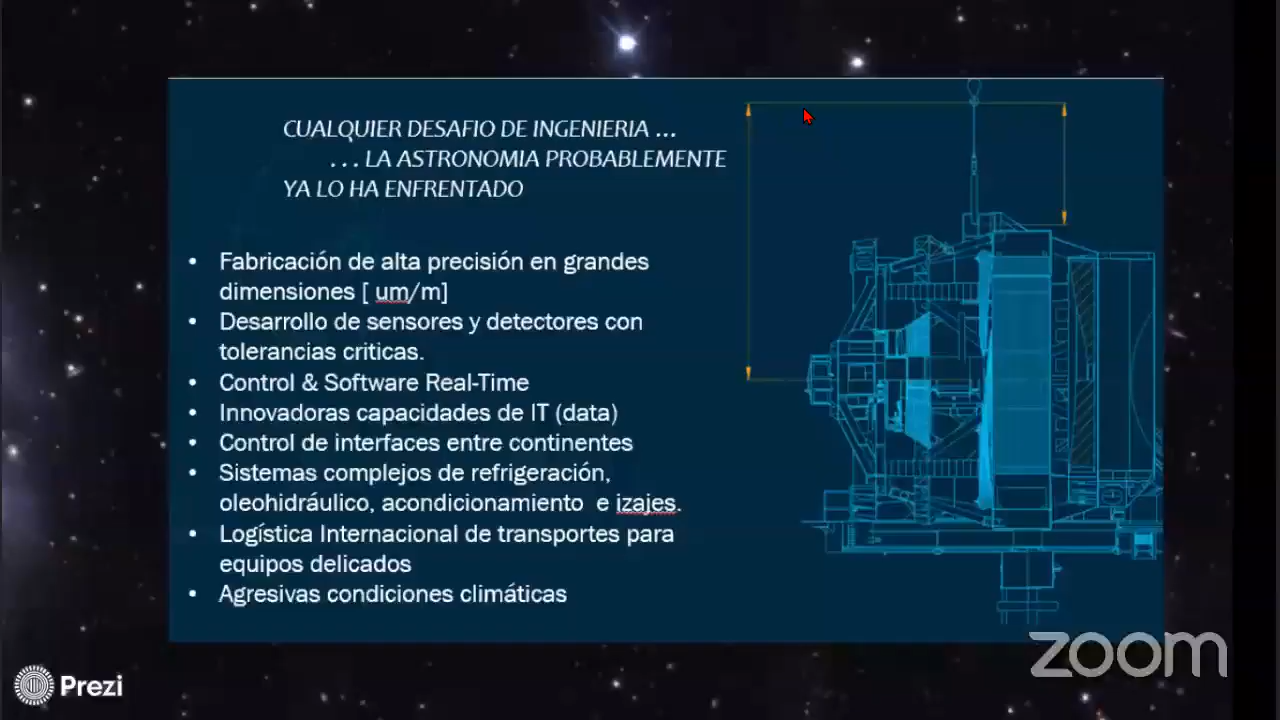 CUALQUIER DESAFIO DE INGENIERIA ...
. . . LA ASTRONOMIA PROBABLEMENTE
YA LO HA ENFRENTADO
• Fabricación de alta precisión en grandes
dimensiones [ um/m]
• Desarrollo de sensores y detectores con
tolerancias criticas.
• Control & Software Real-Time
• Innovadoras capacidades de IT (data)
• Control de interfaces entre continentes
• Sistemas complejos de refrigeración,
oleohidráulico, acondicionamiento e izajes.
• Logística Internacional de transportes para
equipos delicados
• Agresivas condiciones climáticas
zoom
Prezi